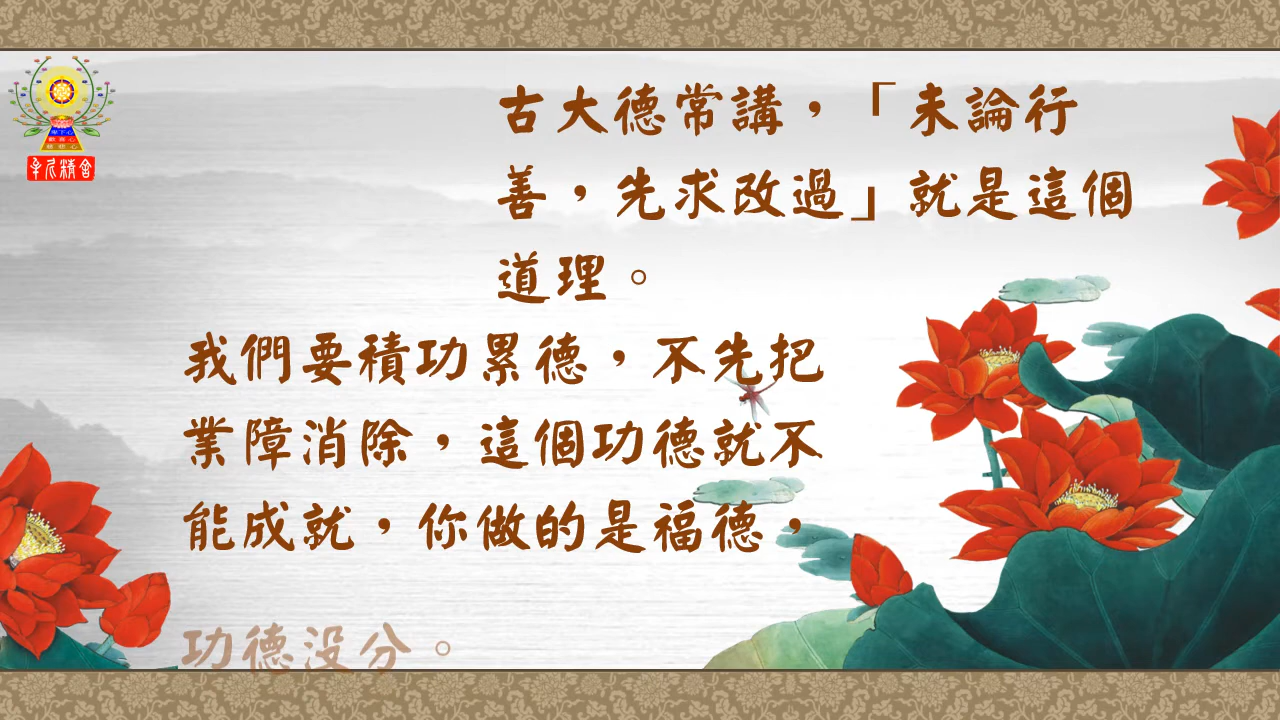 古大德常講，「未論行
善，先求改過」就是這個
道理。
我們要積功累德，不先把
業障消除，這個功德就不
能成就，你做的是福德，
功德沒分。